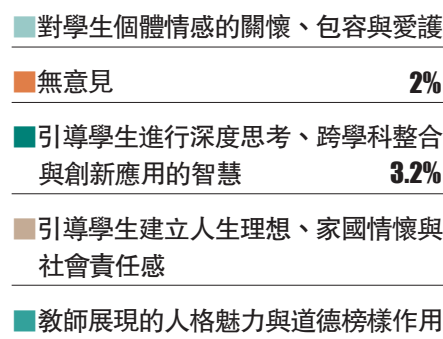 對學生個體情感的關懷、包容與愛護
無意見 2%
引導學生進行深度思考、跨學科整合
與創新應用的智慧 3.2%
引導學生建立人生理想、家國情懷與
社會責任感
教師展現的人格魅力與道德榜樣作用